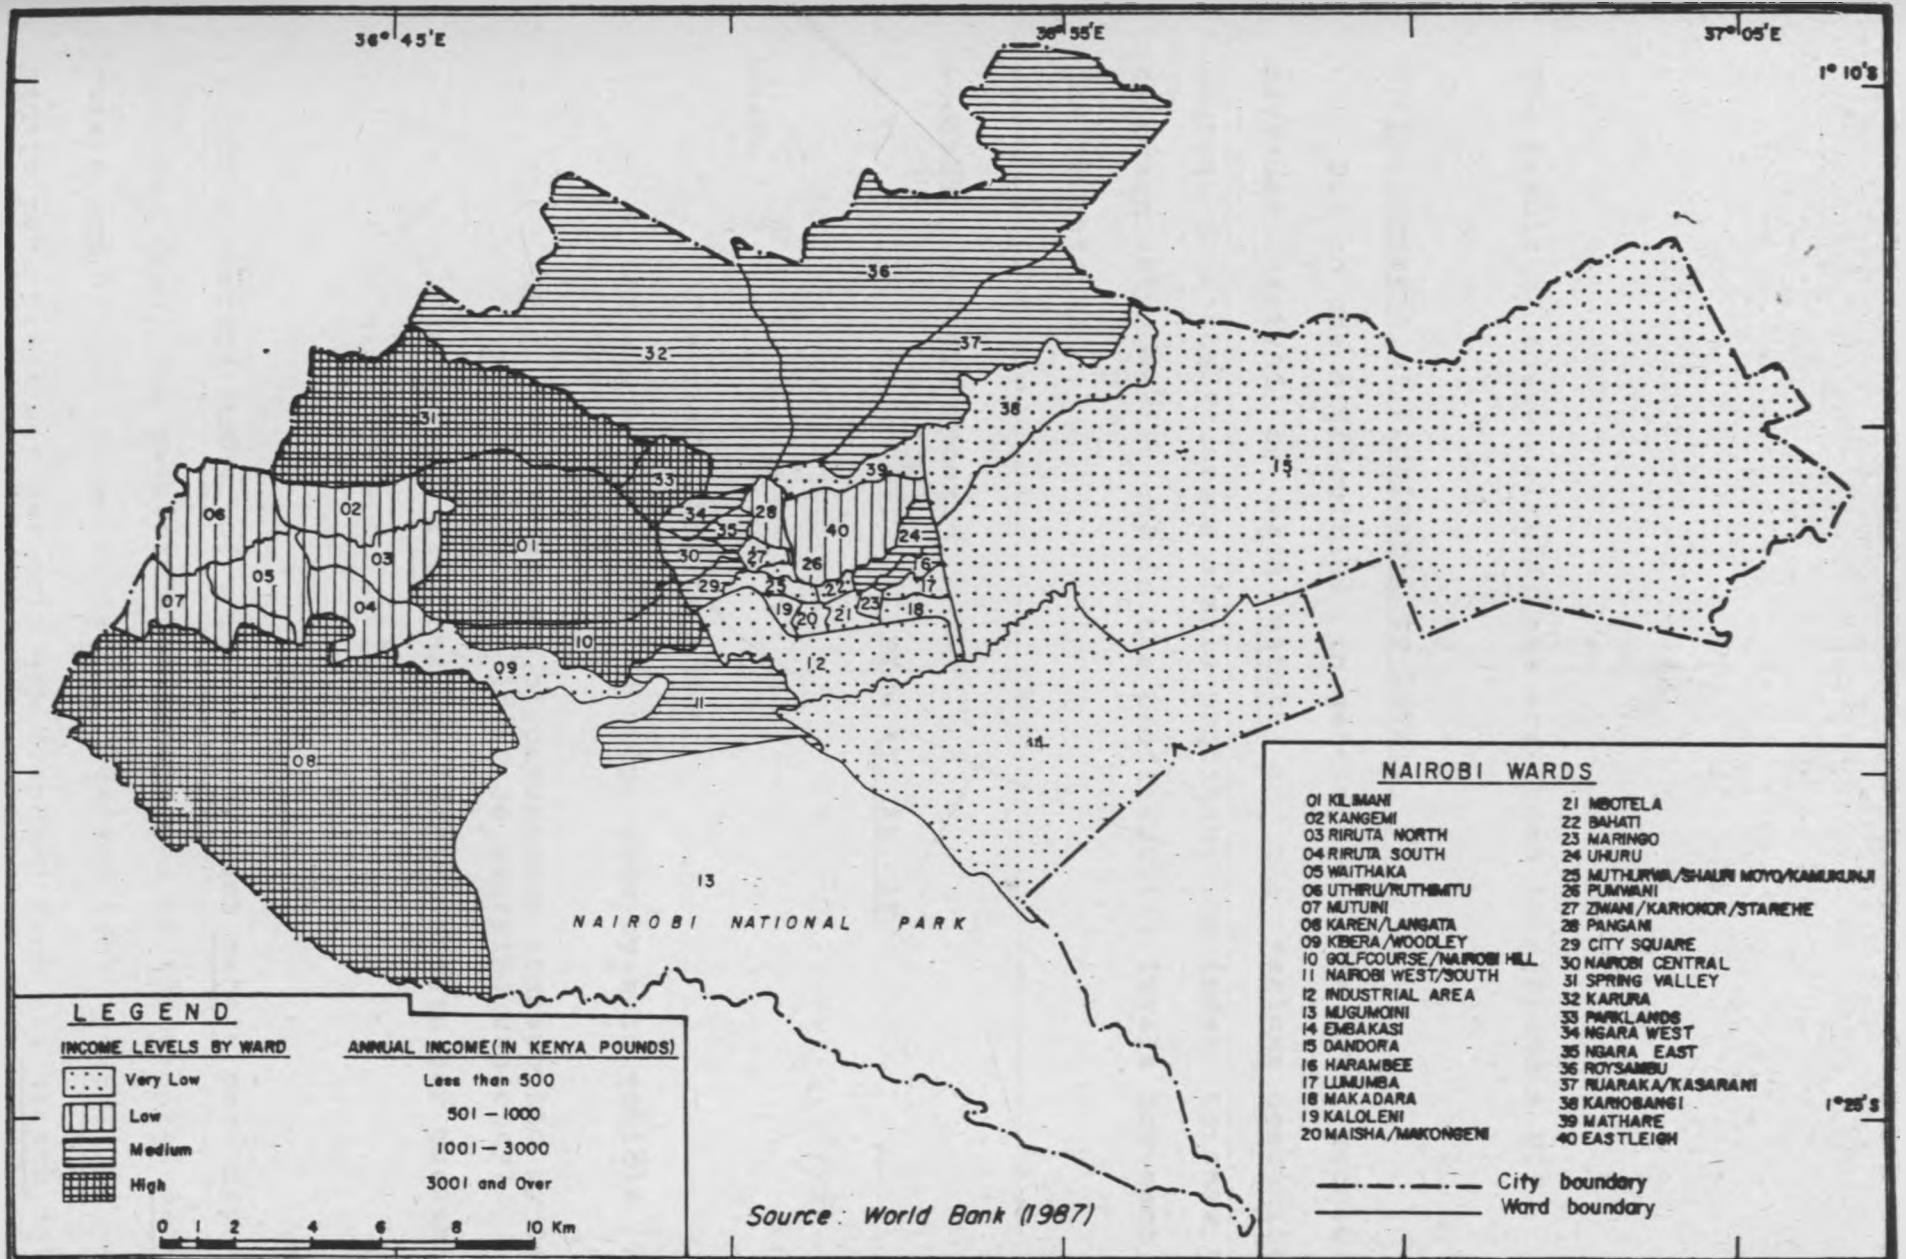 36° 45'E
36° 55'E
37° 05'E
1° 10'S
36
37
32
38
31
15
39
33
02
06
34
28
40
35
24
01
03
30
27
26
16
05
29
25
22
17
07
04
19
20
21
23
18
10
09
12
11
14
08
13
NAIROBI NATIONAL PARK
NAIROBI WARDS
01 KILIMANI
02 KANGEMI
03 RIRUTA NORTH
04 RIRUTA SOUTH
05 WAITHAKA
06 UTHIRU/RUTHIMITU
07 MUTUINI
08 KAREN/LANGATA
09 KIBERA/WOODLEY
10 GOLFCOURSE/NAIROBI HILL
11 NAIROBI WEST/SOUTH
12 INDUSTRIAL AREA
13 MUGUMOINI
14 EMBAKASI
15 DANDORA
16 HARAMBEE
17 LUMUMBA
18 MAKADARA
19 KALOLENI
20 MAISHA/MAKONGENI
21 MBOTELA
22 BAHATI
23 MARINGO
24 UHURU
25 MUTHURWA/SHAURI MOYO/KAMUKUNJI
26 PUMWANI
27 ZIWANI/KARIOKOR/STAREHE
28 PANGANI
29 CITY SQUARE
30 NAIROBI CENTRAL
31 SPRING VALLEY
32 KARURA
33 PARKLANDS
34 NGARA WEST
35 NGARA EAST
36 ROYSAMBU
37 RUARAKA/KASARANI
38 KARIOBANGI
39 MATHARE
40 EASTLEIGH
1° 25'S
City boundary
Ward boundary
LEGEND
INCOME LEVELS BY WARD ANNUAL INCOME (IN KENYA POUNDS)
Very Low Less than 500
Low 501 – 1000
Medium 1001 – 3000
High 3001 and Over
0 1 2 4 6 8 10 Km
Source: World Bank (1987)